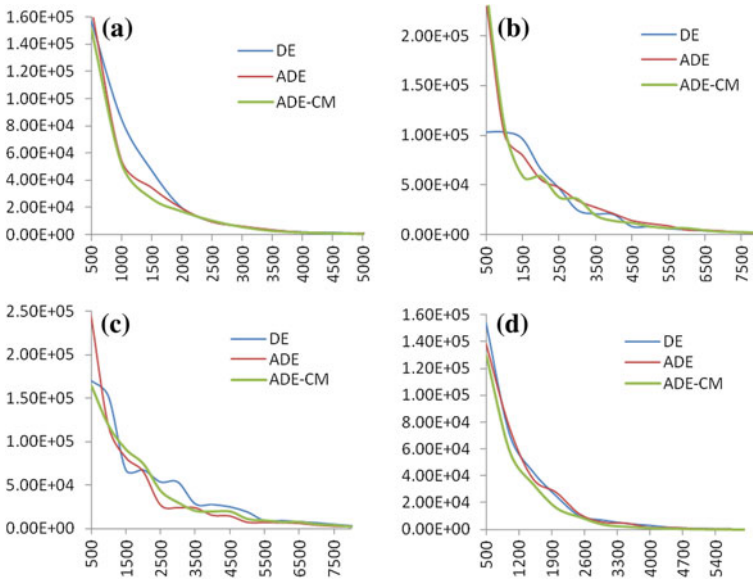 (a)
1.60E+05
1.40E+05
1.20E+05
1.00E+05
8.00E+04
6.00E+04
4.00E+04
2.00E+04
0.00E+00
DE
ADE
ADE-CM
500
1000
1500
2000
2500
3000
3500
4000
4500
5000
(b)
2.00E+05
1.50E+05
1.00E+05
5.00E+04
0.00E+00
DE
ADE
ADE-CM
500
1500
2500
3500
4500
5500
6500
7500
(c)
2.50E+05
2.00E+05
1.50E+05
1.00E+05
5.00E+04
0.00E+00
DE
ADE
ADE-CM
500
1500
2500
3500
4500
5500
6500
7500
(d)
1.60E+05
1.40E+05
1.20E+05
1.00E+05
8.00E+04
6.00E+04
4.00E+04
2.00E+04
0.00E+00
DE
ADE
ADE-CM
500
1200
1900
2600
3300
4000
4700
5400